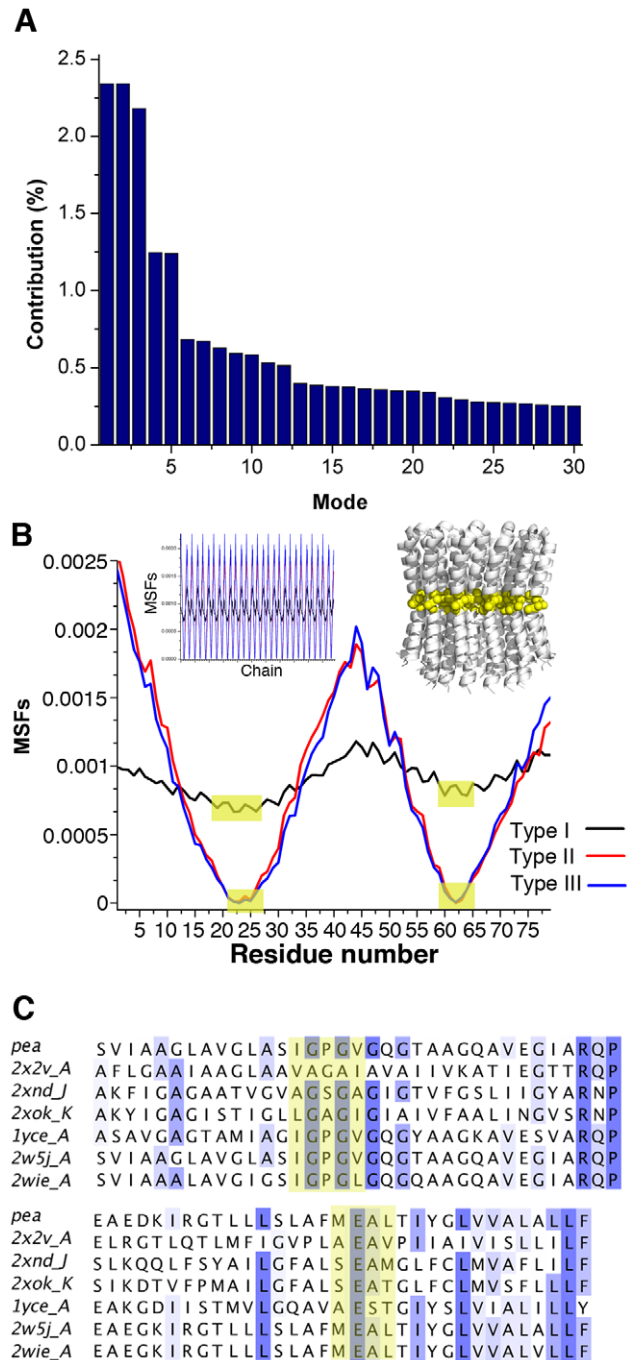 A
2.5
2.0
1.5
1.0
0.5
0.0
Contribution (%)
5 10 15 20 25 30
Mode
B
0.0025
0.002
0.0015
0.001
0.0005
0
MSFs
MSFs
Chain
Type I
Type II
Type III
5 10 15 20 25 30 35 40 45 50 55 60 65 70 75
Residue number
C
pea SVIAAGLAVGLASIGPGVGQGTAAGQAVEGIARQP
2x2v_A AFLGAAIAAGLAAVAGAIAVAIIVKATIEGTTRQP
2xnd_J AKFIGAGAATVGVAGSGAGIGTVFGSLIIGYARNP
2xok_K AKYIGAGISTIGLLGAGIGIAIVFAALINGVSRNP
1yce_A ASAVGAGTAMIAGIGPGVGQGYAAGKAVESVARQP
2w5j_A SVIAAGLAVGLASIGPGVGQGTAAGQAVEGIARQP
2wie_A SVIAAALAVGIGSIGPGLGQGQAAGQAVEGIARQP
pea EAEDKIRGTLLLSLAFMEALTIYGLVVALALLF
2x2v_A ELRGTLQTLMFIGVPLAEAVPIIAIVISLLILF
2xnd_J SLKQQLFSYAILGFALSEAMGLFCLMVAFLILF
2xok_K SIKDTVFPMAILGFALSEATGLFCLMVSFLLLF
1yce_A EAKGDIISTMVLGQAVAESTGIYSLVIALILLY
2w5j_A EAEGKIRGTLLLSLAFMEALTIYGLVVALALLF
2wie_A EAEGKIRGTLLLSLAFMEALTIYGLVVALVLLF